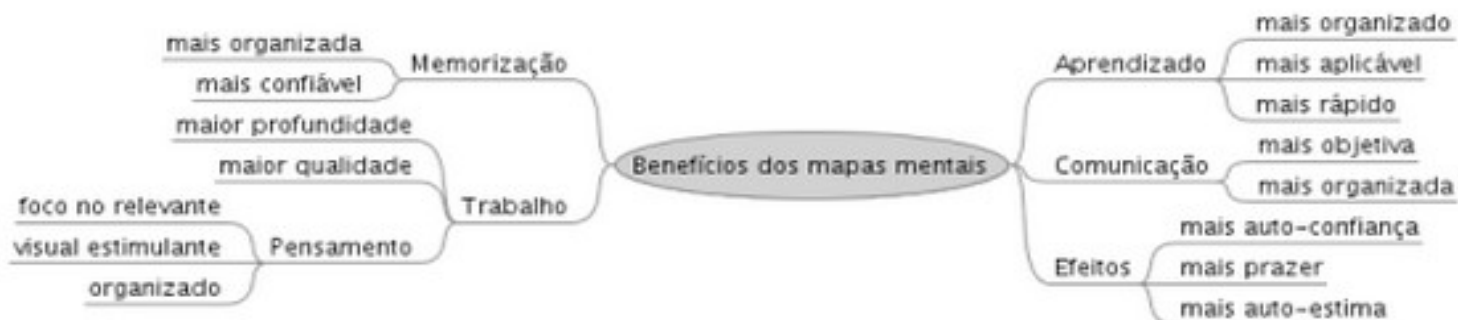 Benefícios dos mapas mentais
Memorização
mais organizada
mais confiável
Trabalho
maior profundidade
maior qualidade
Pensamento
foco no relevante
visual estimulante
organizado
Aprendizado
mais organizado
mais aplicável
mais rápido
Comunicação
mais objetiva
mais organizada
Efeitos
mais auto-confiança
mais prazer
mais auto-estima